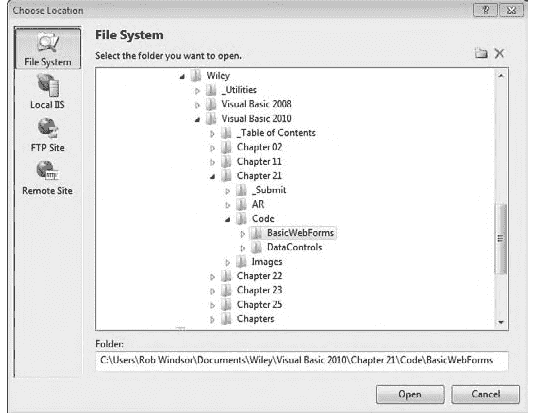 Choose Location
File System
Local IIS
FTP Site
Remote Site
File System
Select the folder you want to open.
Wiley
_Utilities
Visual Basic 2008
Visual Basic 2010
_Table of Contents
Chapter 02
Chapter 11
Chapter 21
_Submit
AR
Code
BasicWebForms
DataControls
Images
Chapter 22
Chapter 23
Chapter 25
Chapters
Folder:
C:\Users\Rob Windsor\Documents\Wiley\Visual Basic 2010\Chapter 21\Code\BasicWebForms
Open
Cancel